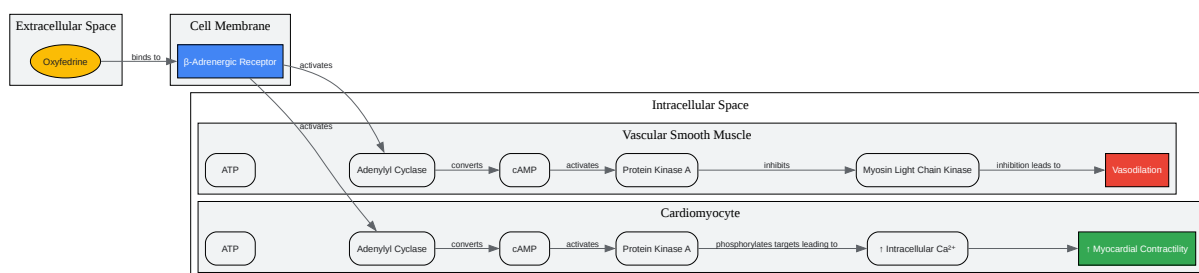 Extracellular Space
Cell Membrane
Oxyfedrine
binds to
β-Adrenergic Receptor
activates
Intracellular Space
activates
Vascular Smooth Muscle
ATP
Adenylyl Cyclase
converts
cAMP
activates
Protein Kinase A
inhibits
Myosin Light Chain Kinase
inhibition leads to
Vasodilation
Cardiomyocyte
ATP
Adenylyl Cyclase
converts
cAMP
activates
Protein Kinase A
phosphorylates targets leading to
↑ Intracellular Ca²⁺
↑ Myocardial Contractility